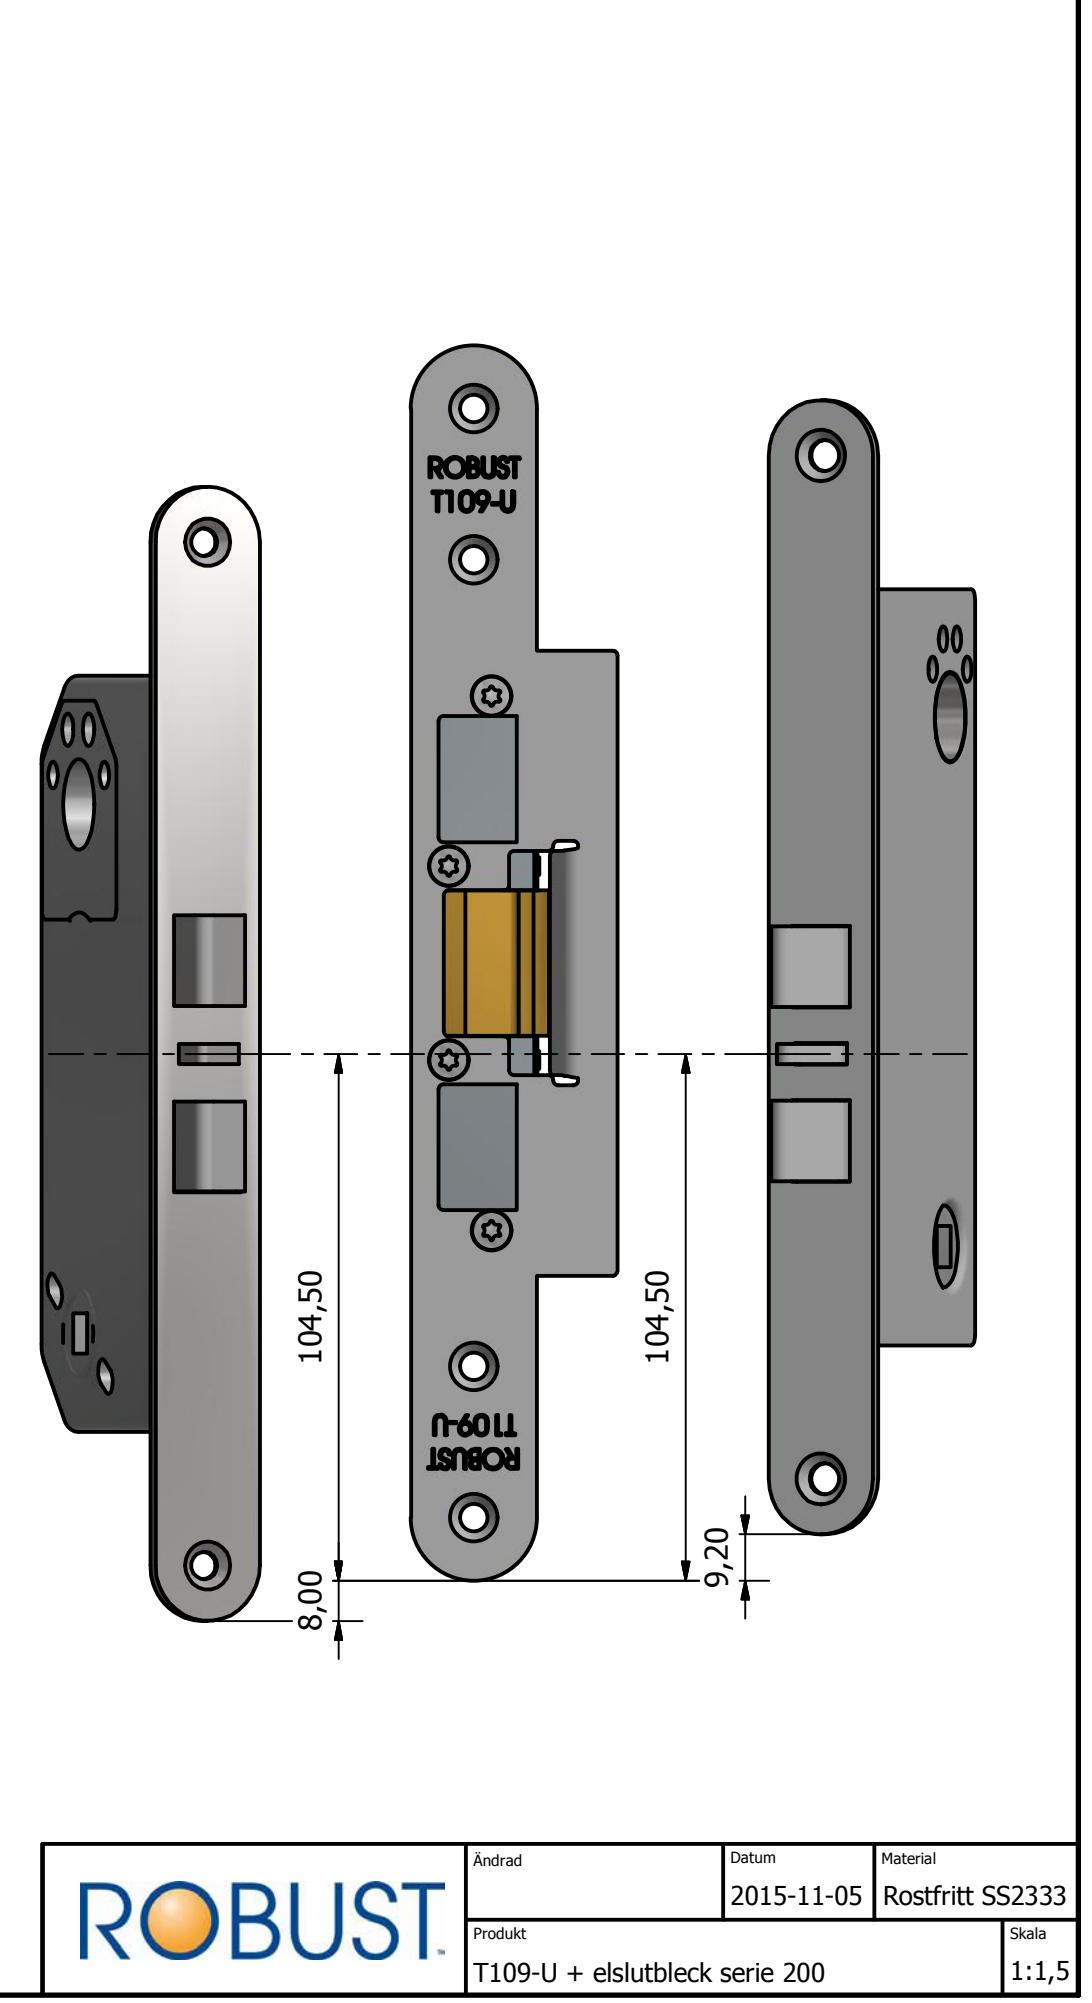 ROBUST
T109-U
104,50
104,50
T109-U
ROBUST
9,20
8,00
ROBUST
Ändrad
Datum
2015-11-05
Material
Rostfritt SS2333
Produkt
T109-U + elslutbleck serie 200
Skala
1:1,5